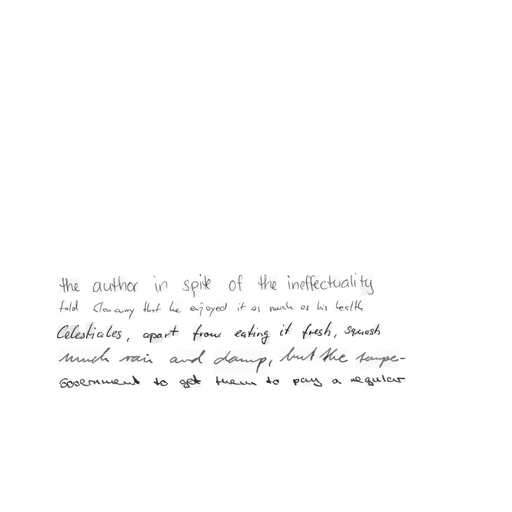 the author in spite of the ineffectuality
told that he enjoyed it as much as his health
Celestiales, apart from eating it fresh, squash
much rain and damp, but the tempe-
Government to get them to pay a regular